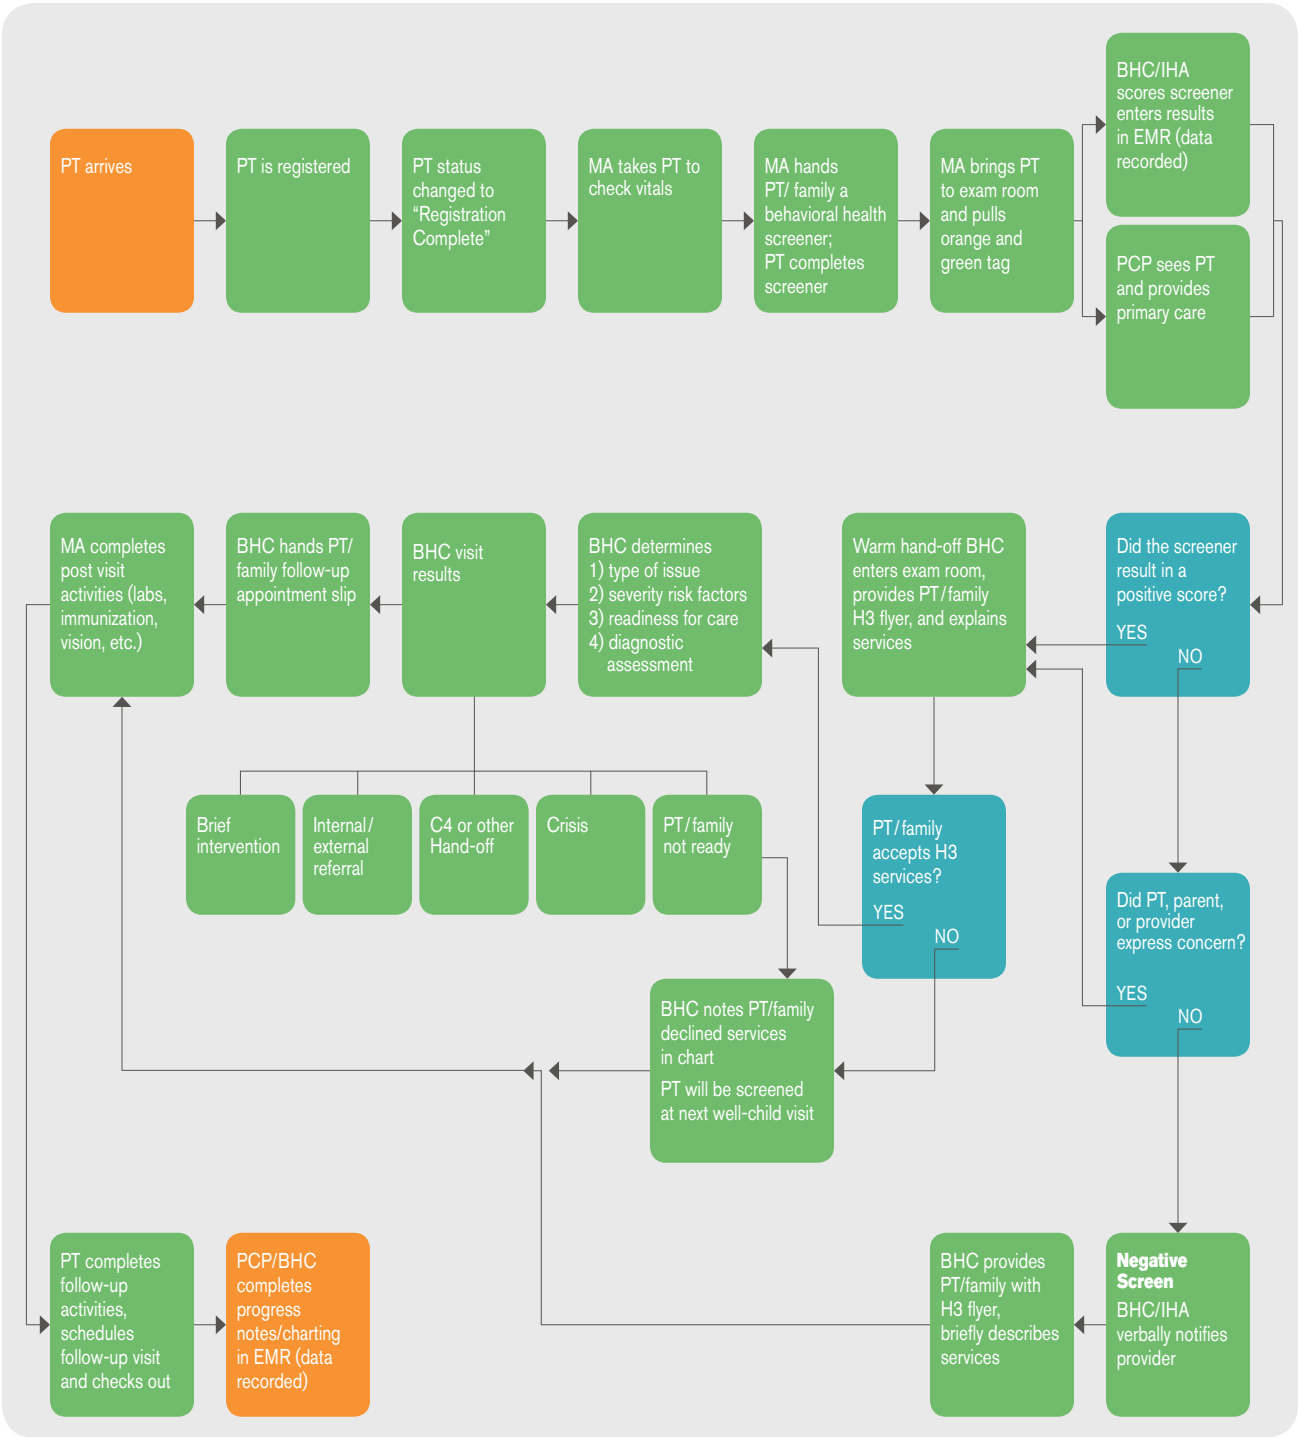 PT arrives
PT is registered
PT status
changed to
“Registration
Complete”
MA takes PT to
check vitals
MA hands
PT/ family a
behavioral health
screener;
PT completes
screener
MA brings PT
to exam room
and pulls
orange and
green tag
BHC/IHA
scores screener
enters results
in EMR (data
recorded)
PCP sees PT
and provides
primary care
Did the screener
result in a
positive score?
YES
NO
Warm hand-off BHC
enters exam room,
provides PT/family
H3 flyer, and explains
services
BHC determines
1) type of issue
2) severity risk factors
3) readiness for care
4) diagnostic
assessment
BHC visit
results
BHC hands PT/
family follow-up
appointment slip
MA completes
post visit
activities (labs,
immunization,
vision, etc.)
Brief
intervention
Internal/
external
referral
C4 or other
Hand-off
Crisis
PT/family
not ready
PT/family
accepts H3
services?
YES
NO
Did PT, parent,
or provider
express concern?
YES
NO
BHC notes PT/family
declined services
in chart
PT will be screened
at next well-child visit
Negative
Screen
BHC/IHA
verbally notifies
provider
BHC provides
PT/family with
H3 flyer,
briefly describes
services
PT completes
follow-up
activities,
schedules
follow-up visit
and checks out
PCP/BHC
completes
progress
notes/charting
in EMR (data
recorded)